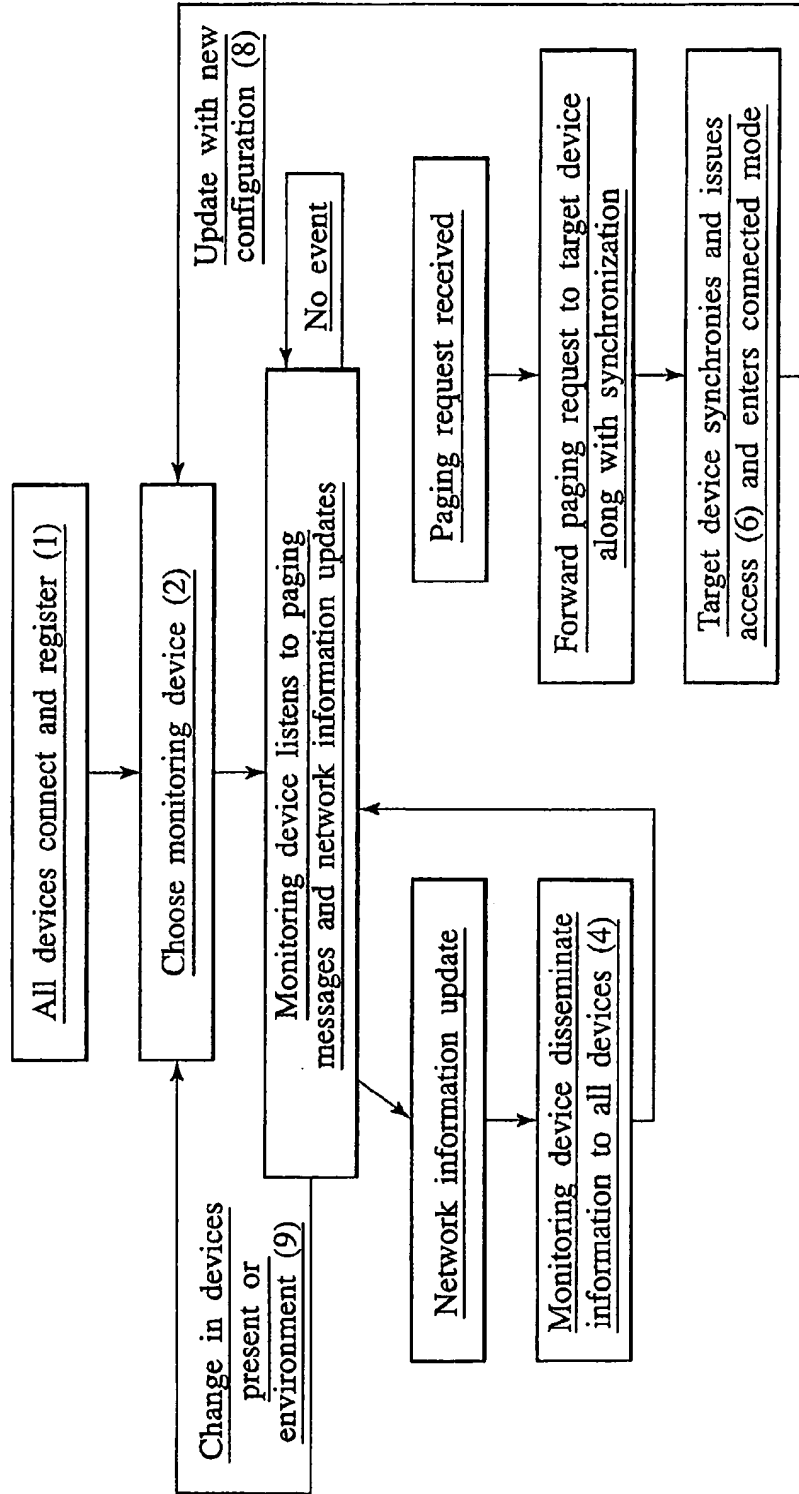 All devices connect and register (1)
Update with new
configuration (8)
Choose monitoring device (2)
Change in devices
present or
environment (9)
Monitoring device listens to paging
messages and network information updates
No event
Network information update
Paging request received
Monitoring device disseminate
information to all devices (4)
Forward paging request to target device
along with synchronization
Target device synchronies and issues
access (6) and enters connected mode